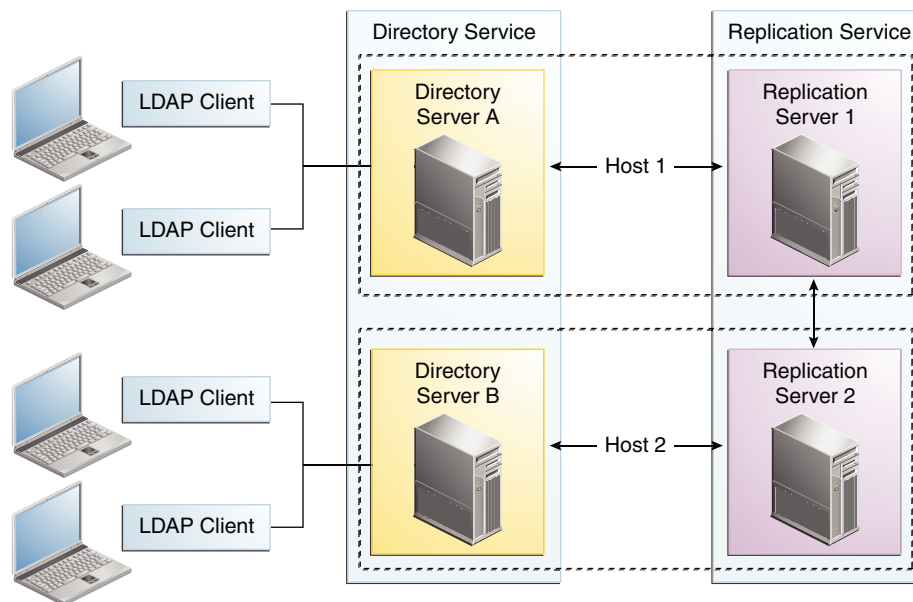 Directory Service
Replication Service
LDAP Client
LDAP Client
Directory
Server A
Host 1
Replication
Server 1
LDAP Client
LDAP Client
Directory
Server B
Host 2
Replication
Server 2